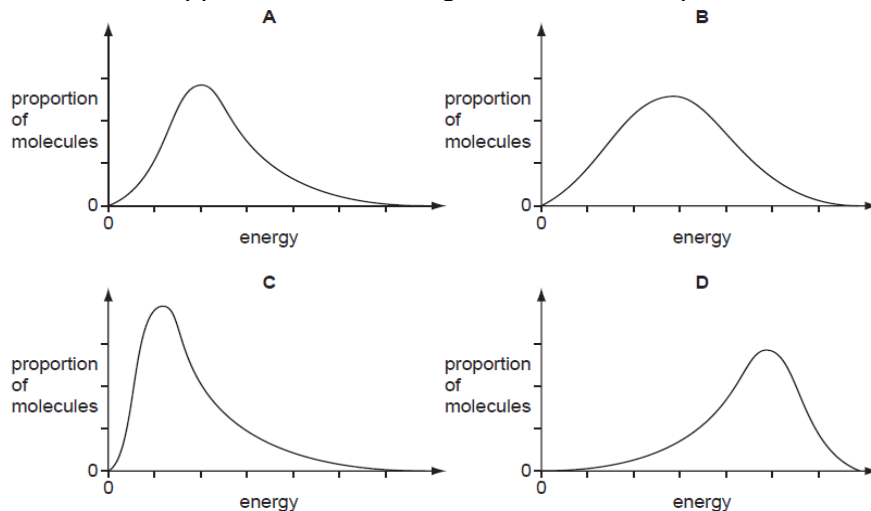 A
proportion
of
molecules
0
0
energy
B
proportion
of
molecules
0
0
energy
C
proportion
of
molecules
0
0
energy
D
proportion
of
molecules
0
0
energy